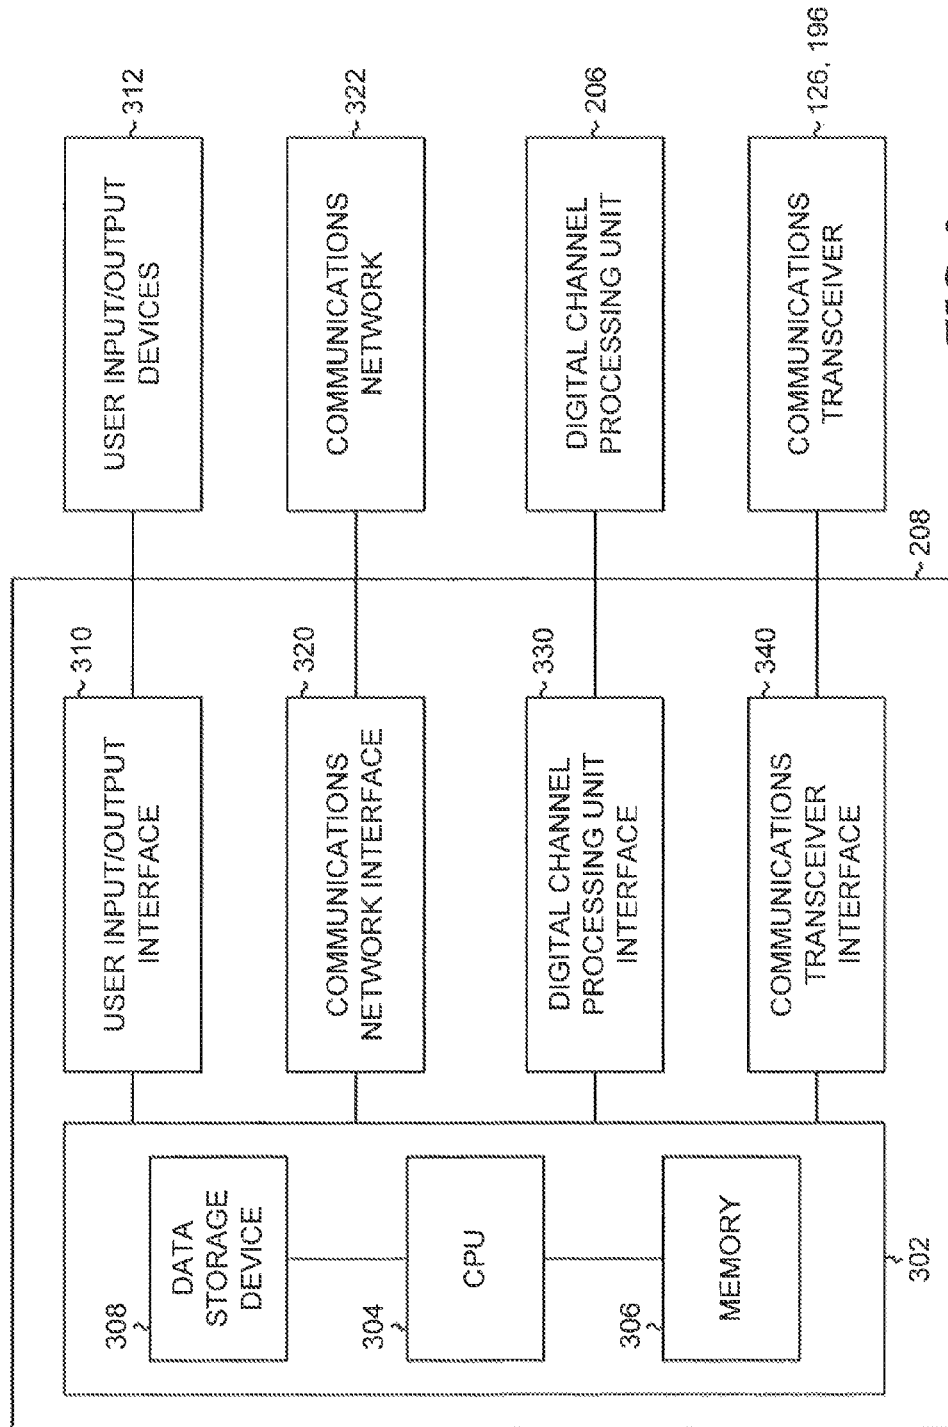 308
DATA
STORAGE
DEVICE
304
CPU
306
MEMORY
302
310
USER INPUT/OUTPUT
INTERFACE
320
COMMUNICATIONS
NETWORK INTERFACE
330
DIGITAL CHANNEL
PROCESSING UNIT
INTERFACE
340
COMMUNICATIONS
TRANSCEIVER
INTERFACE
208
312
USER INPUT/OUTPUT
DEVICES
322
COMMUNICATIONS
NETWORK
206
DIGITAL CHANNEL
PROCESSING UNIT
126, 196
COMMUNICATIONS
TRANSCEIVER